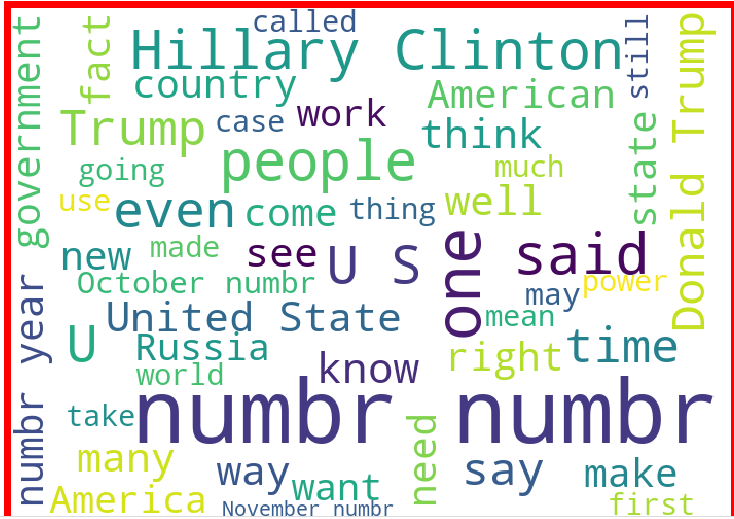 called
Hillary Clinton
government
fact
country
still
Donald Trump
American
Trump
case
work
think
people
state
going
much
use
even
come
thing
well
one
new
made
see
U S
said
October numbr
may
power
numbr year
United State
mean
U
Russia
know
right
time
world
numbr numbr
take
need
many
way
want
say
make
America
November numbr
first